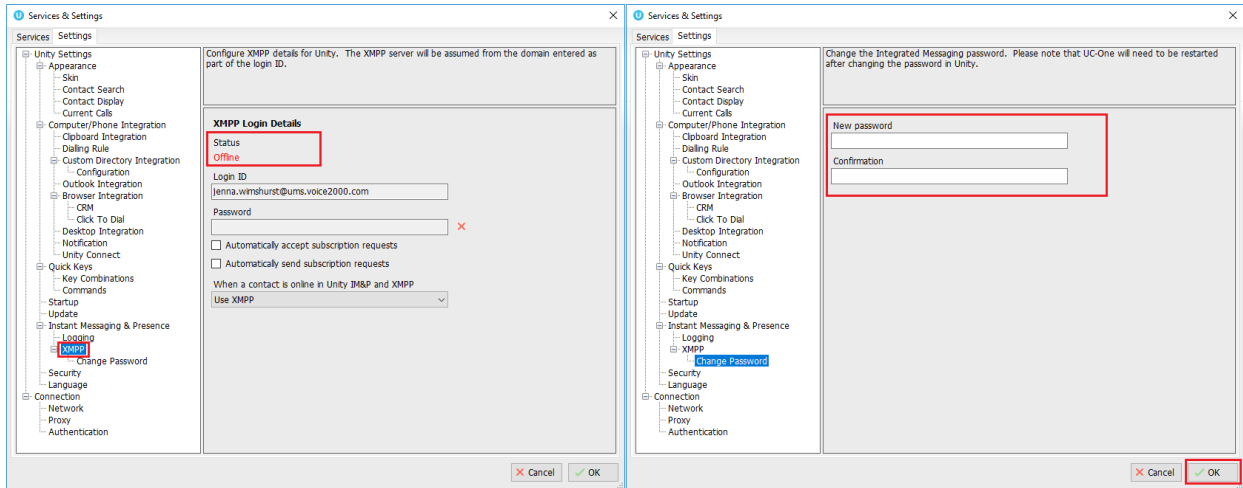 Services & Settings
Services Settings
Unity Settings
Appearance
Skin
Contact Search
Contact Display
Current Calls
Computer/Phone Integration
Clipboard Integration
Dialling Rule
Custom Directory Integration
Configuration
Outlook Integration
Browser Integration
CRM
Click To Dial
Desktop Integration
Notification
Unity Connect
Quick Keys
Key Combinations
Commands
Startup
Update
Instant Messaging & Presence
Logging
XMPP
Change Password
Security
Language
Connection
Network
Proxy
Authentication
Configure XMPP details for Unity. The XMPP server will be assumed from the domain entered as
part of the login ID.
XMPP Login Details
Status
Offline
Login ID
jenna.wimshurst@ums.voice2000.com
Password
Automatically accept subscription requests
Automatically send subscription requests
When a contact is online in Unity IM&P and XMPP
Use XMPP
Cancel
OK
Services & Settings
Services Settings
Unity Settings
Appearance
Skin
Contact Search
Contact Display
Current Calls
Computer/Phone Integration
Clipboard Integration
Dialling Rule
Custom Directory Integration
Configuration
Outlook Integration
Browser Integration
CRM
Click To Dial
Desktop Integration
Notification
Unity Connect
Quick Keys
Key Combinations
Commands
Startup
Update
Instant Messaging & Presence
Logging
XMPP
Change Password
Security
Language
Connection
Network
Proxy
Authentication
Change the Integrated Messaging password. Please note that UC-One will need to be restarted
after changing the password in Unity.
New password
Confirmation
Cancel
OK